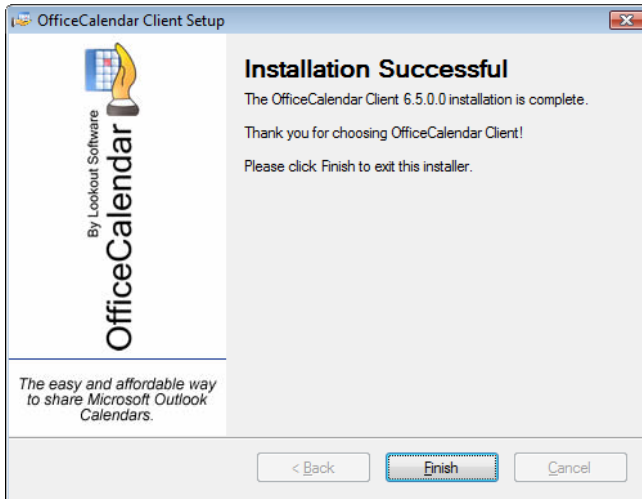 OfficeCalendar Client Setup
By Lookout Software
OfficeCalendar
The easy and affordable way
to share Microsoft Outlook
Calendars.
Installation Successful
The OfficeCalendar Client 6.5.0.0 installation is complete.
Thank you for choosing OfficeCalendar Client!
Please click Finish to exit this installer.
< Back
Finish
Cancel